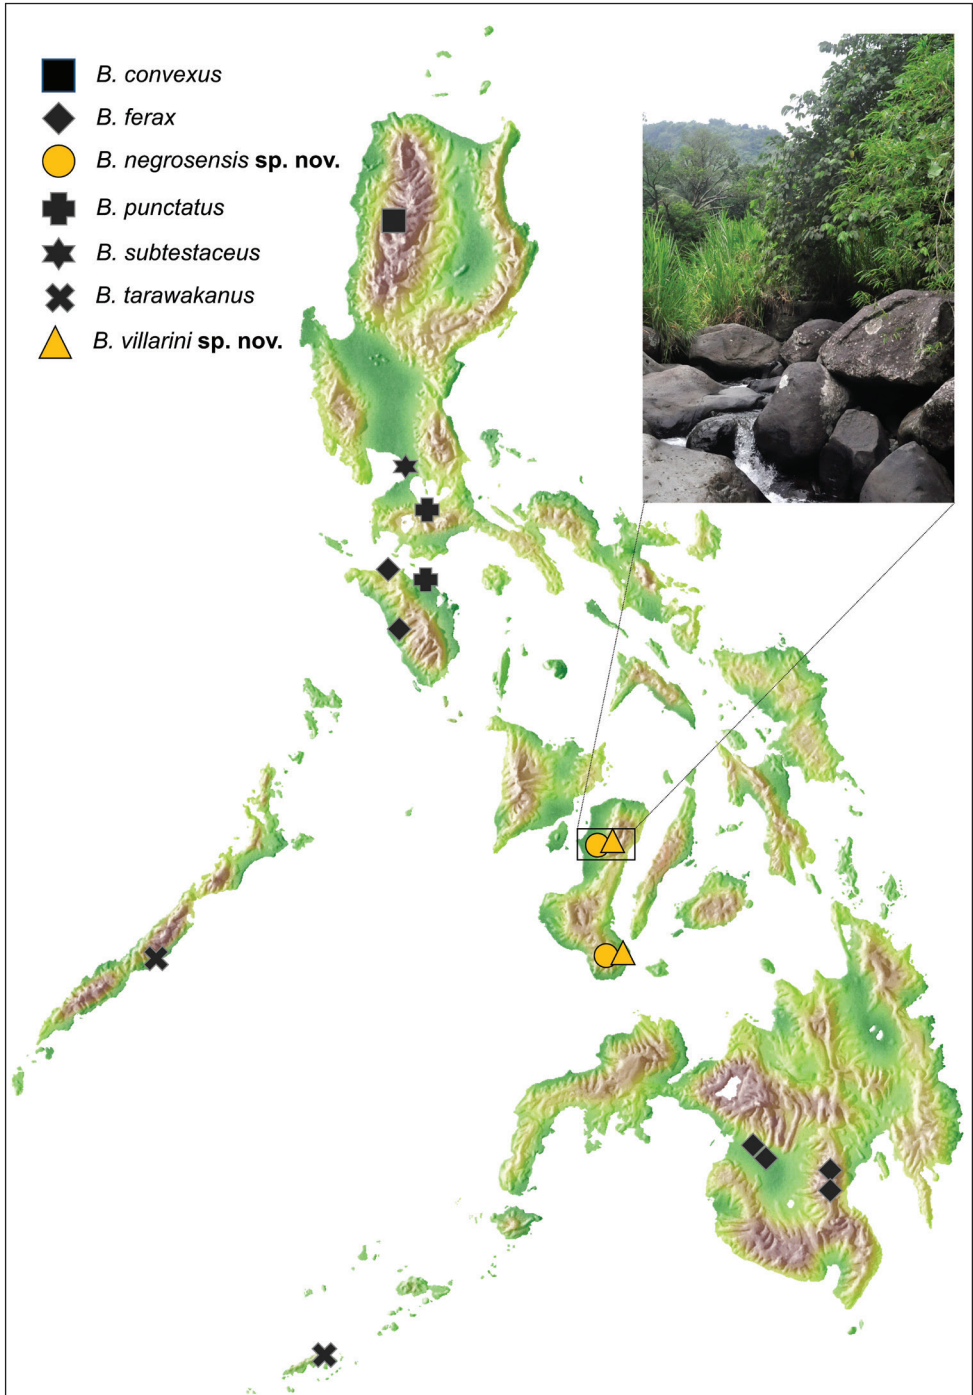 B. convexus
B. ferax
B. negrosensis sp. nov.
B. punctatus
B. subtestaceus
B. tarawakanus
B. villarini sp. nov.